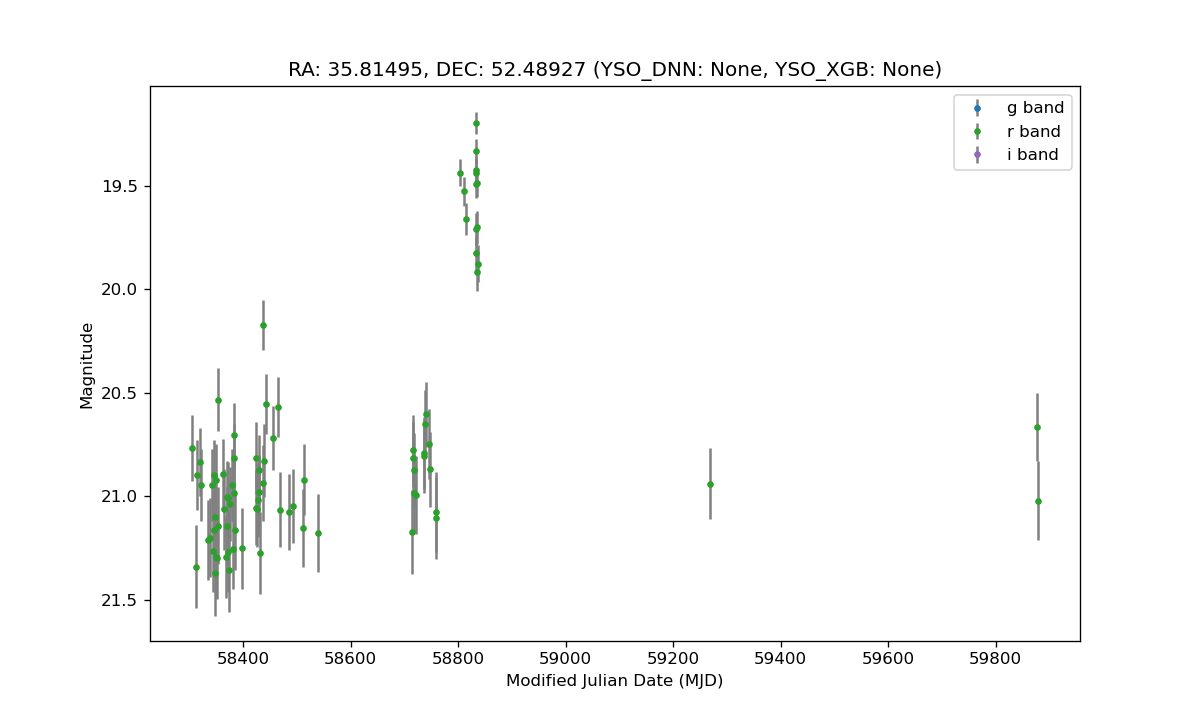 RA: 35.81495, DEC: 52.48927 (YSO_DNN: None, YSO_XGB: None)
g band
r band
i band
19.5
20.0
20.5
21.0
21.5
Magnitude
58400 58600 58800 59000 59200 59400 59600 59800
Modified Julian Date (MJD)